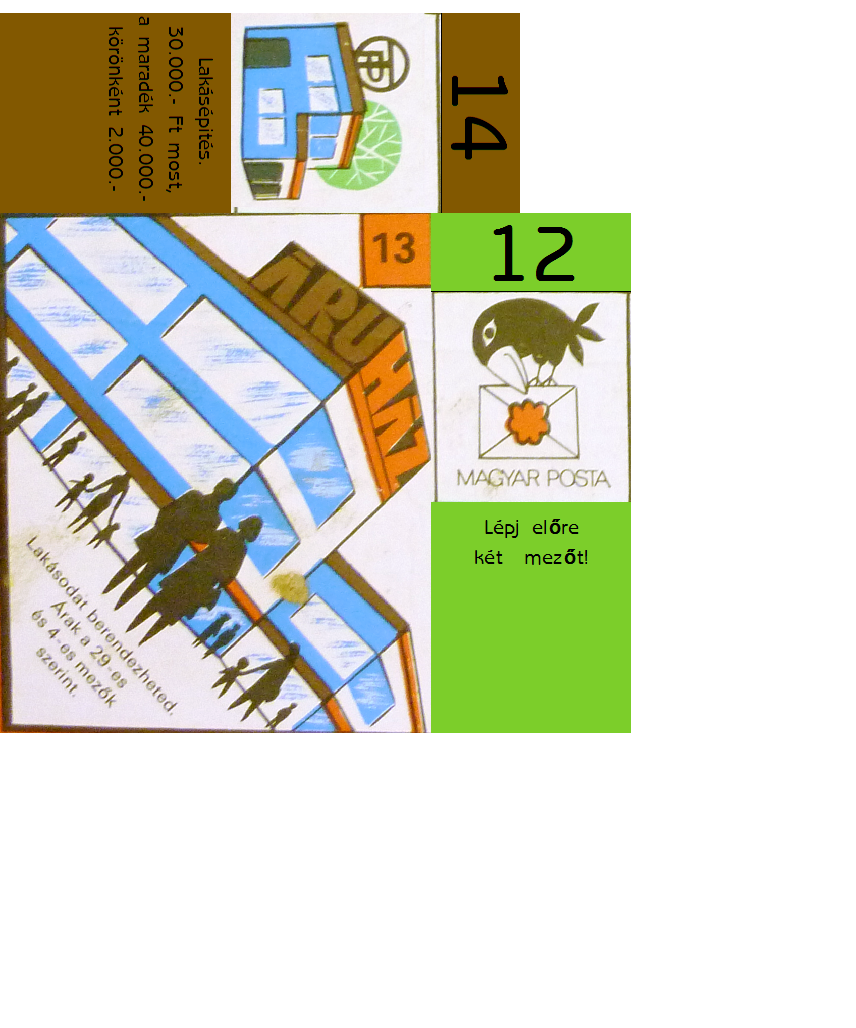 14
Lakásépítés.
30.000.- Ft most,
a maradék 40.000.-
körönként 2.000.-
13
ÁRUHÁZ
Lakásodat berendezheted.
Árak a 29-es
és 4-es mezők
szerint.
12
MAGYAR POSTA
Lépj előre
két mezőt!